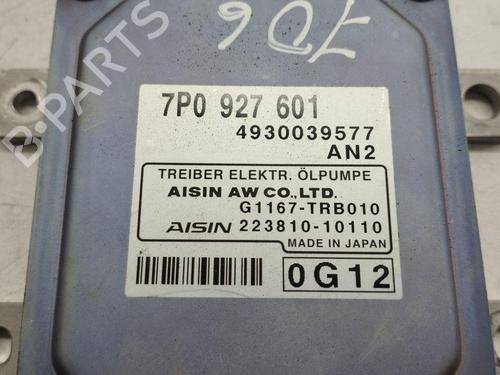 706
B-PARTS
7P0 927 601
4930039577
AN2
TREIBER ELEKTR. ÖLPUMPE
AISIN AW CO.,LTD.
G1167-TRB010
AISIN 223810-10110
MADE IN JAPAN
0G12